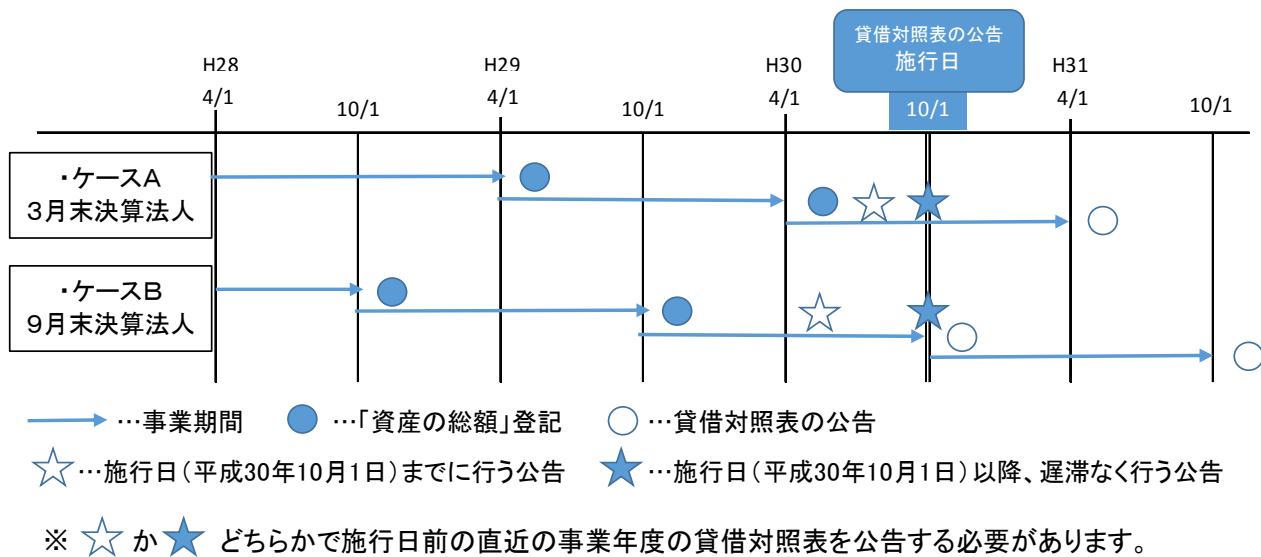 貸借対照表の公告
施行日
H28
H29
H30
H31
4/1
10/1
4/1
10/1
4/1
10/1
4/1
10/1
・ケースA
3月末決算法人
・ケースB
9月末決算法人
…事業期間
…「資産の総額」登記
…貸借対照表の公告
…施行日(平成30年10月1日)までに行う公告
…施行日(平成30年10月1日)以降、遅滞なく行う公告
※ ☆ か ★ どちらかで施行日前の直近の事業年度の貸借対照表を公告する必要があります。